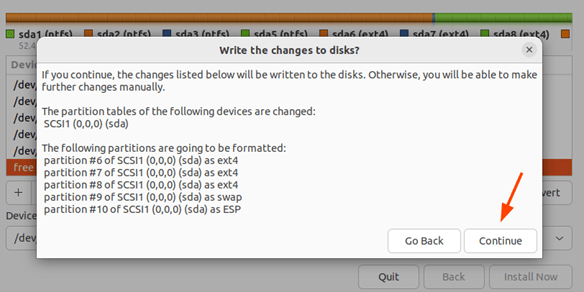 sda1 (ntfs) sda2 (ntfs) sda3 (ntfs) sda5 (ntfs) sda6 (ext4) sda7 (ext4) sda8 (ext4)
52.4
Write the changes to disks?
If you continue, the changes listed below will be written to the disks. Otherwise, you will be able to make
further changes manually.
The partition tables of the following devices are changed:
SCSI1 (0,0,0) (sda)
The following partitions are going to be formatted:
partition #6 of SCSI1 (0,0,0) (sda) as ext4
partition #7 of SCSI1 (0,0,0) (sda) as ext4
partition #8 of SCSI1 (0,0,0) (sda) as ext4
partition #9 of SCSI1 (0,0,0) (sda) as swap
partition #10 of SCSI1 (0,0,0) (sda) as ESP
Go Back Continue
Devi
/dev
/dev
/dev
/dev
free
+
vert
Device
/dev
Quit Back Install Now